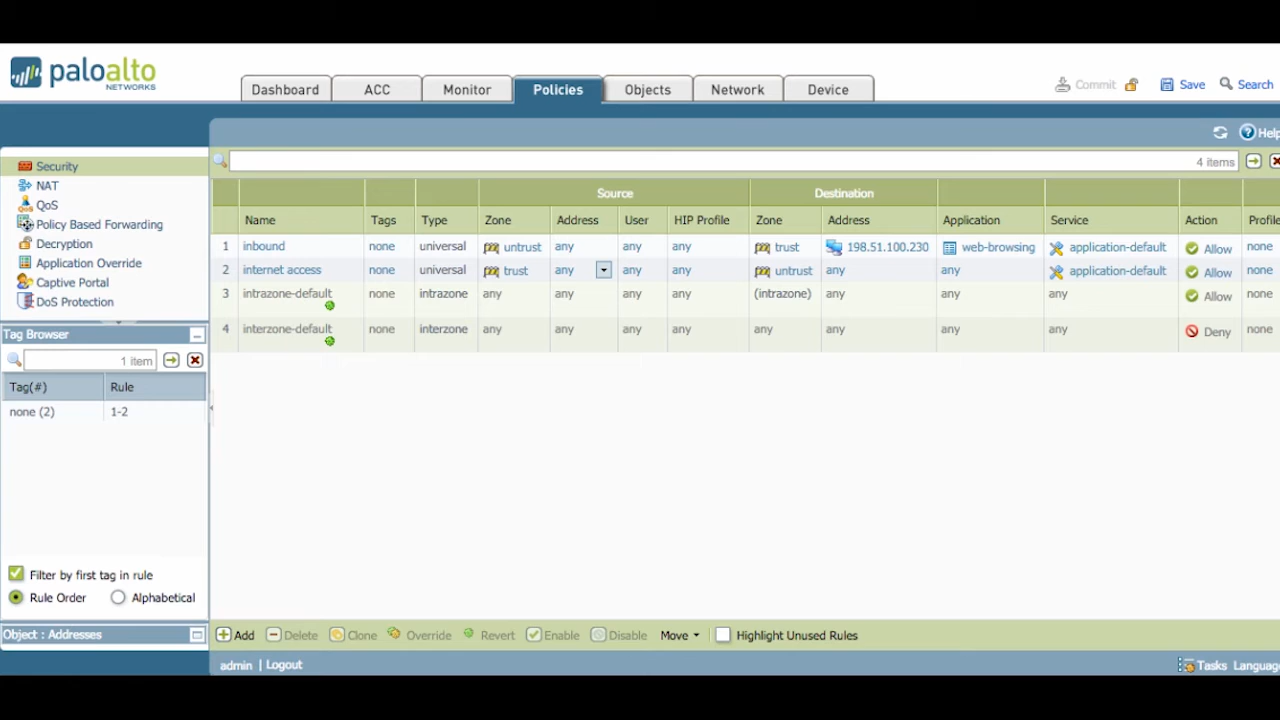 paloalto
NETWORKS
Dashboard ACC Monitor Policies Objects Network Device
Commit Save Search
Help
4 items
Security
NAT
QoS
Policy Based Forwarding
Decryption
Application Override
Captive Portal
DoS Protection
Source Destination
Name Tags Type Zone Address User HIP Profile Zone Address Application Service Action Profile
1 inbound none universal untrust any any any trust 198.51.100.230 web-browsing application-default Allow none
2 internet access none universal trust any any any untrust any any application-default Allow none
3 intrazone-default none intrazone any any any any (intrazone) any any any Allow none
4 interzone-default none interzone any any any any any any any any Deny none
Tag Browser
1 item
Tag(#) Rule
none (2) 1-2
Filter by first tag in rule
Rule Order Alphabetical
Object : Addresses
Add Delete Clone Override Revert Enable Disable Move Highlight Unused Rules
admin | Logout
Tasks Languag